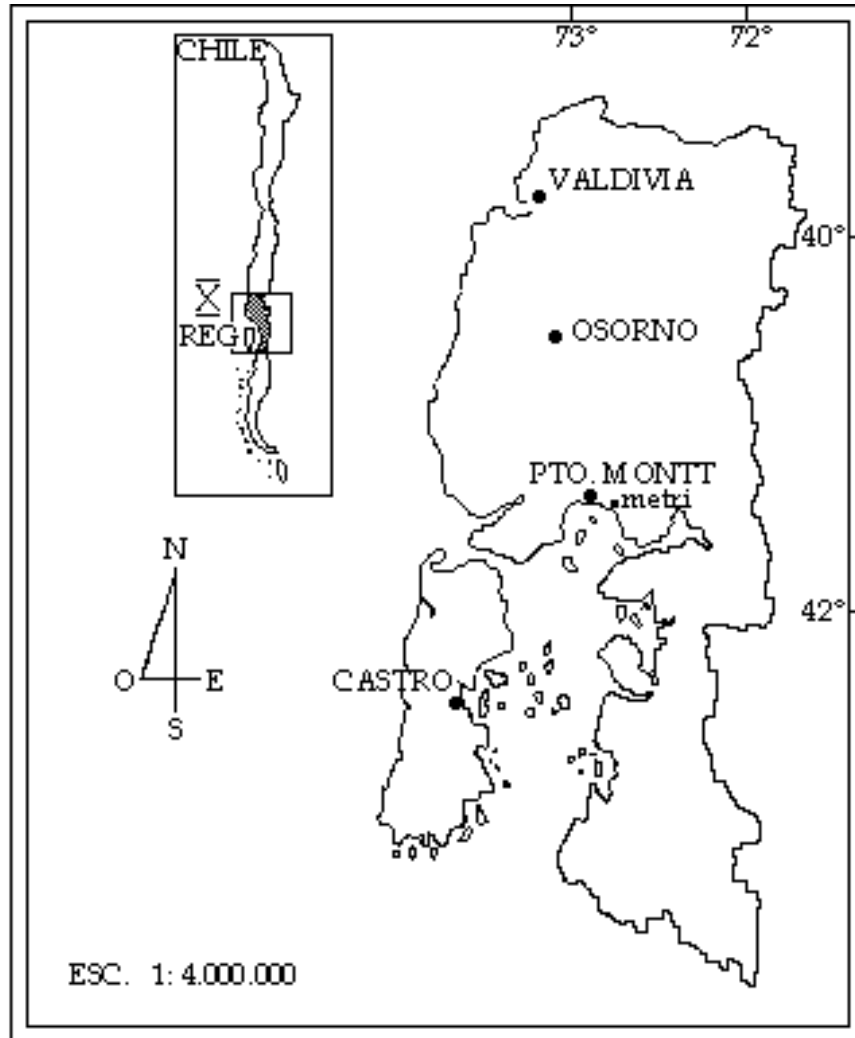 73° 72°
CHILE
VALDIVIA
40°
X
REG
OSORNO
PTO. MONTT
metri
N
42°
O E
CASTRO
S
ESC. 1: 4.000.000